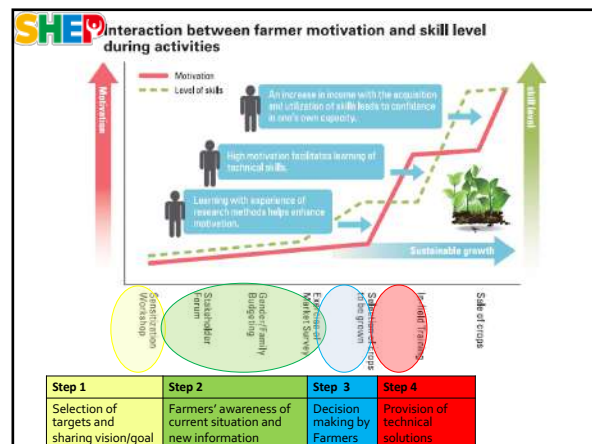 SHEP
Interaction between farmer motivation and skill level
during activities
Motivation
Level of skills
Motivation
skill level
An increase in income with the acquisition
and utilization of skills leads to confidence
in one's own capacity.
High motivation facilitates learning of
technical skills.
Learning with experience of
research methods helps enhance
motivation.
Sustainable growth
Sensitization
Workshop
Stakeholder
Forum
Gender/Family
Budgeting
Market Survey
Selection of crops
to be grown
In-field Training
Sale of crops
Step 1
Selection of
targets and
sharing vision/goal
Step 2
Farmers' awareness of
current situation and
new information
Step 3
Decision
making by
Farmers
Step 4
Provision of
technical
solutions